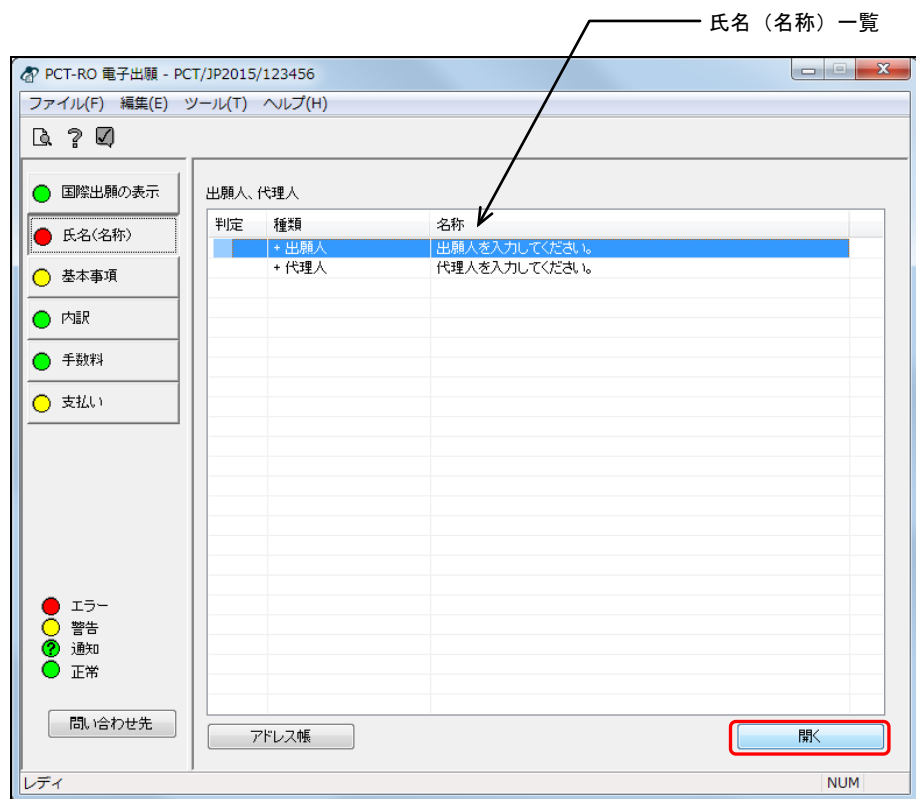 氏名（名称）一覧
PCT-RO 電子出願 - PCT/JP2015/123456
ファイル(F) 編集(E) ツール(T) ヘルプ(H)
国際出願の表示
氏名(名称)
基本事項
内訳
手数料
支払い
出願人、代理人
判定 種類 名称
+ 出願人 出願人を入力してください。
+ 代理人 代理人を入力してください。
エラー
警告
? 通知
正常
問い合わせ先
アドレス帳
開く
レディ NUM